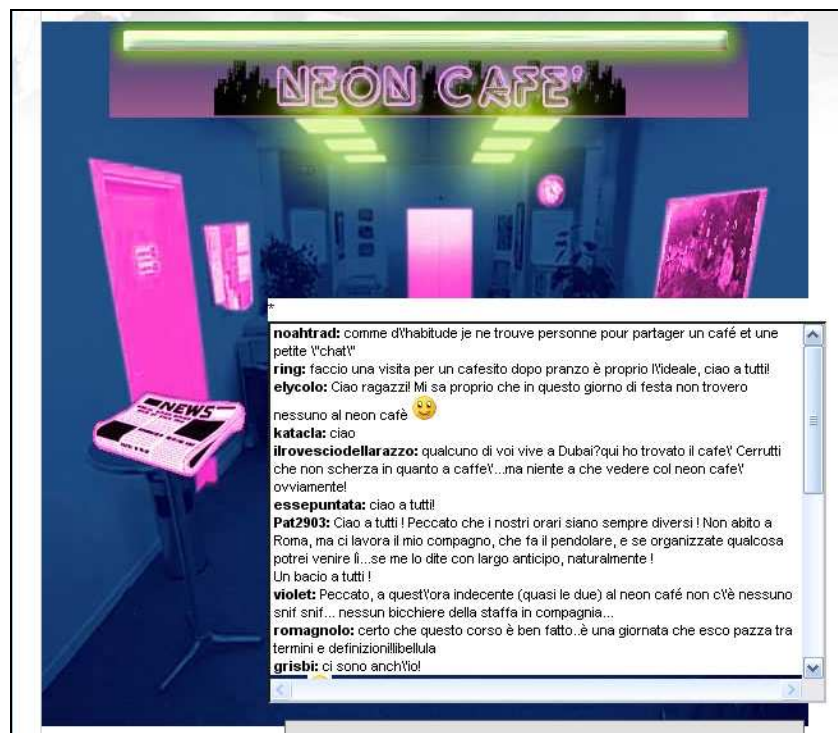 NEON CAFE'
NEWS
*
noahtrad: comme d\'habitude je ne trouve personne pour partager un café et une
petite \"chat\"
ring: faccio una visita per un cafesito dopo pranzo è proprio l\'ideale, ciao a tutti!
elycolo: Ciao ragazzi! Mi sa proprio che in questo giorno di festa non trovero
nessuno al neon cafè
katacla: ciao
ilrovesciodellarazzo: qualcuno di voi vive a Dubai?qui ho trovato il cafe\' Cerrutti
che non scherza in quanto a caffe\'...ma niente a che vedere col neon cafe\'
ovviamente!
essepuntata: ciao a tutti!
Pat2903: Ciao a tutti ! Peccato che i nostri orari siano sempre diversi ! Non abito a
Roma, ma ci lavora il mio compagno, che fa il pendolare, e se organizzate qualcosa
potrei venire lì...se me lo dite con largo anticipo, naturalmente !
Un bacio a tutti !
violet: Peccato, a quest\'ora indecente (quasi le due) al neon café non c\'è nessuno
snif snif... nessun bicchiere della staffa in compagnia...
romagnolo: certo che questo corso è ben fatto..è una giornata che esco pazza tra
termini e definizioni!libellula
grisbi: ci sono anch\'io!